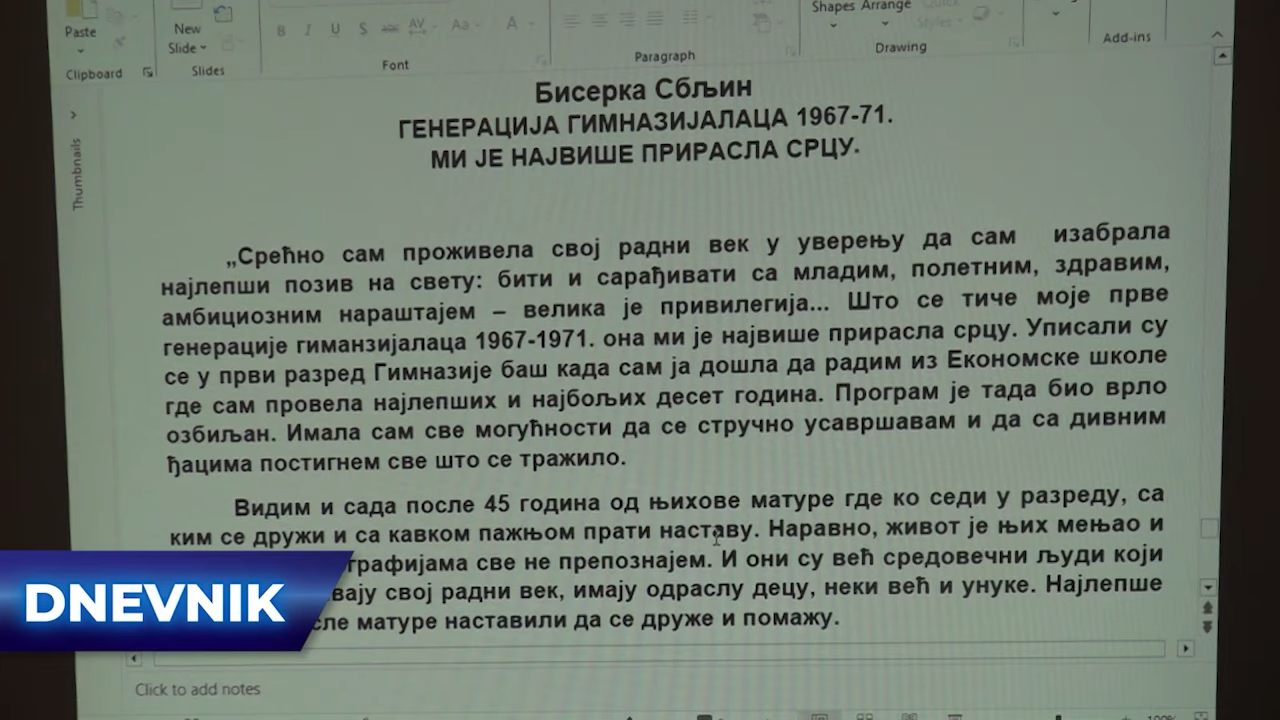 Paste
New
Slide
B I U S abc AV Aa A
Shapes Arrange Quick
Styles
Clipboard
Slides
Font
Paragraph
Drawing
Add-ins
Thumbnails
Бисерка Сбљин
ГЕНЕРАЦИЈА ГИМНАЗИЈАЛАЦА 1967-71.
МИ ЈЕ НАЈВИШЕ ПРИРАСЛА СРЦУ.
„Срећно сам проживела свој радни век у уверењу да сам изабрала
најлепши позив на свету: бити и сарађивати са младим, полетним, здравим,
амбициозним нараштајем – велика је привилегија... Што се тиче моје прве
генерације гиманзијалаца 1967-1971. она ми је највише прирасла срцу. Уписали су
се у први разред Гимназије баш када сам ја дошла да радим из Економске школе
где сам провела најлепших и најбољих десет година. Програм је тада био врло
озбиљан. Имала сам све могућности да се стручно усавршавам и да са дивним
ђацима постигнем све што се тражило.
Видим и сада после 45 година од њихове матуре где ко седи у разреду, са
ким се дружи и са кавком пажњом прати наставу. Наравно, живот је њих мењао и
графијама све не препознајем. И они су већ средовечни људи који
вају свој радни век, имају одраслу децу, неки већ и унуке. Најлепше
сле матуре наставили да се друже и помажу.
DNEVNIK
Click to add notes